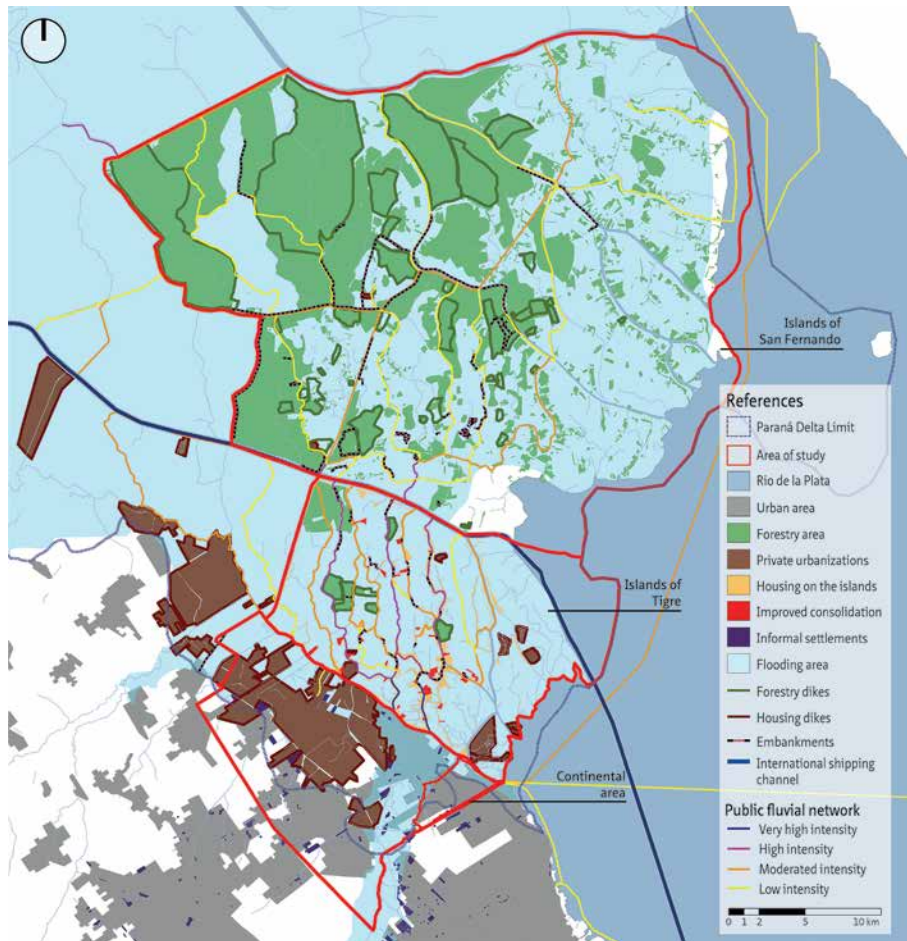 Islands of
San Fernando
References
Paraná Delta Limit
Area of study
Rio de la Plata
Urban area
Forestry area
Private urbanizations
Housing on the islands
Improved consolidation
Informal settlements
Flooding area
Forestry dikes
Housing dikes
Embankments
International shipping
channel
Public fluvial network
Very high intensity
High intensity
Moderated intensity
Low intensity
0 1 2 5 10 km
Islands of
Tigre
Continental
area